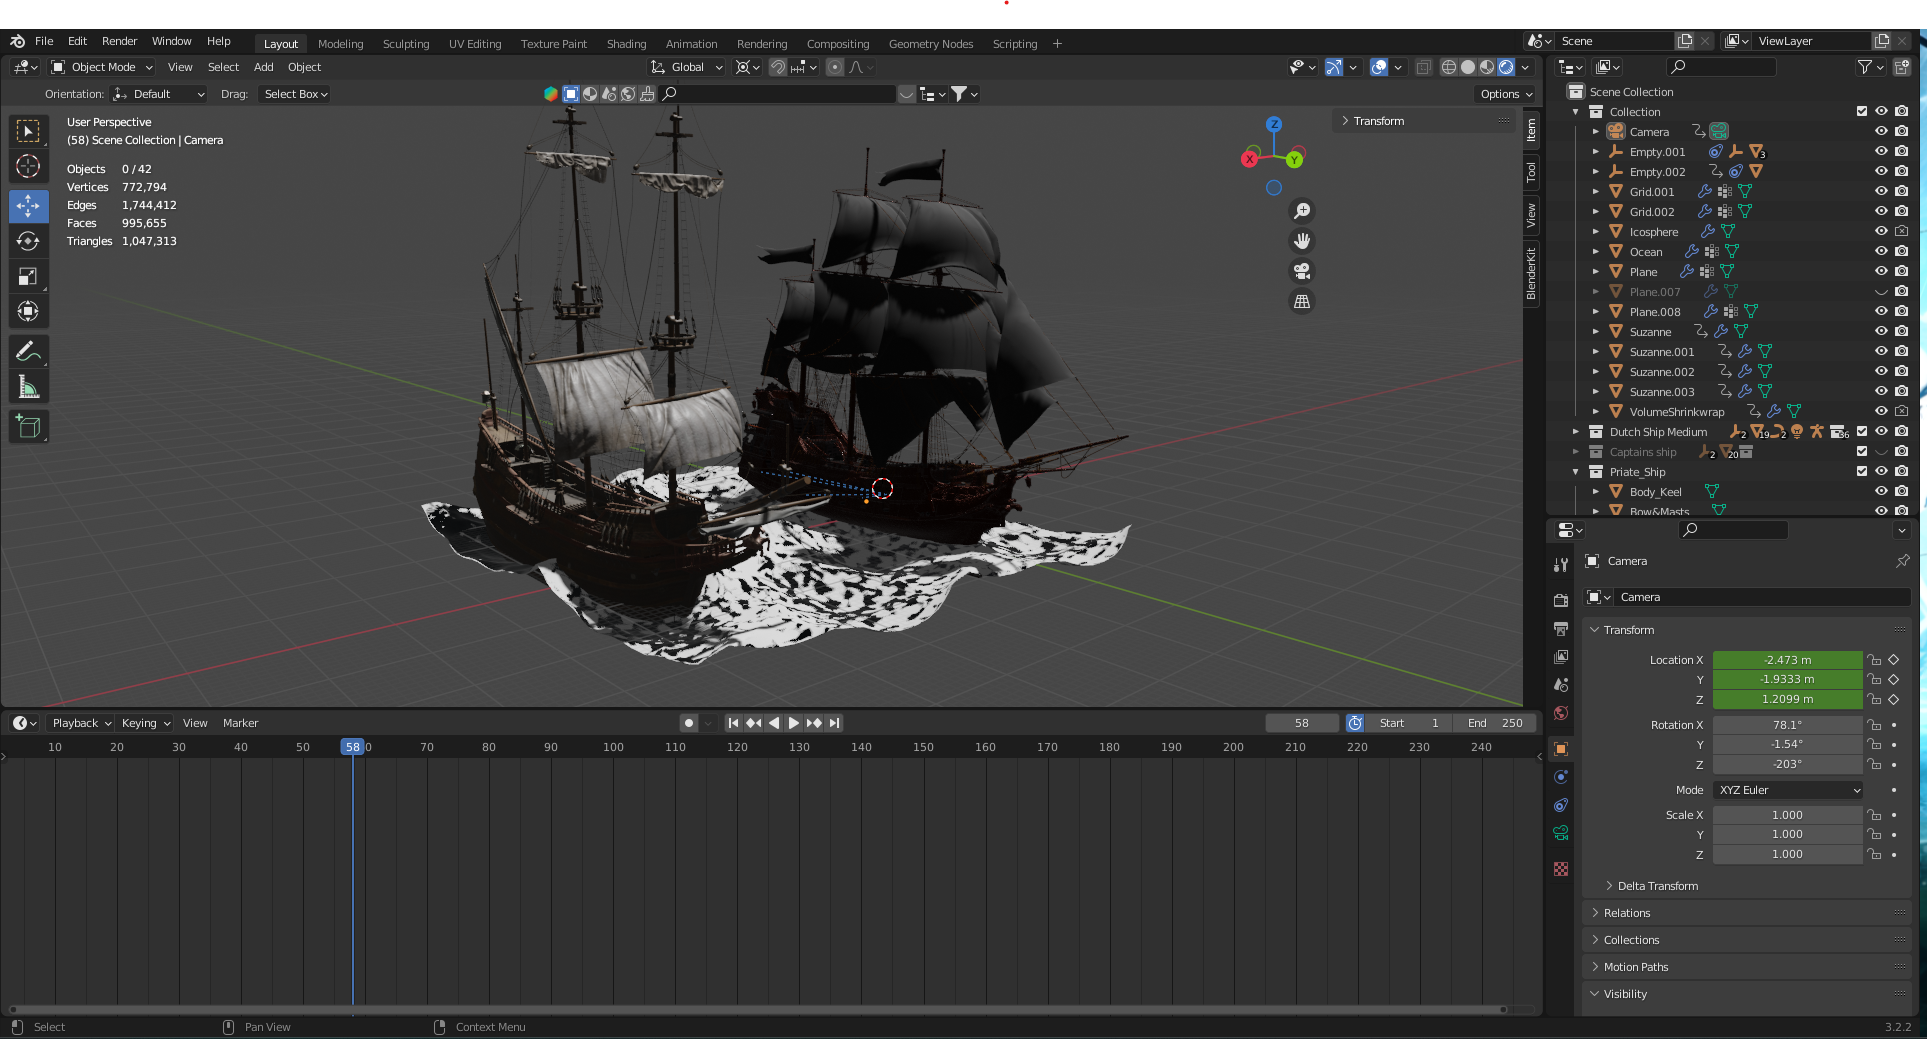 File Edit Render Window Help Layout Modeling Sculpting UV Editing Texture Paint Shading Animation Rendering Compositing Geometry Nodes Scripting + Scene ViewLayer
Object Mode View Select Add Object Global
Orientation: Default Drag: Select Box Options
User Perspective
(58) Scene Collection | Camera
Objects 0/42
Vertices 772,794
Edges 1,744,412
Faces 995,655
Triangles 1,047,313
Transform
Z
X
Y
Item
Tool
View
BlenderKit
Scene Collection
Collection
Camera
Empty.001 3
Empty.002
Grid.001
Grid.002
Icosphere
Ocean
Plane
Plane.007
Plane.008
Suzanne
Suzanne.001
Suzanne.002
Suzanne.003
VolumeShrinkwrap
Dutch Ship Medium 2 19 2 36
Captains ship 2 20
Priate_Ship
Body_Keel
Bow&Masts
Camera
Camera
Transform
Location X -2.473 m
Y -1.9333 m
Z 1.2099 m
Rotation X 78.1°
Y -1.54°
Z -203°
Mode XYZ Euler
Scale X 1.000
Y 1.000
Z 1.000
Delta Transform
Relations
Collections
Motion Paths
Visibility
Playback Keying View Marker 58 Start 1 End 250
10 20 30 40 50 58 0 70 80 90 100 110 120 130 140 150 160 170 180 190 200 210 220 230 240
Select Pan View Context Menu 3.2.2